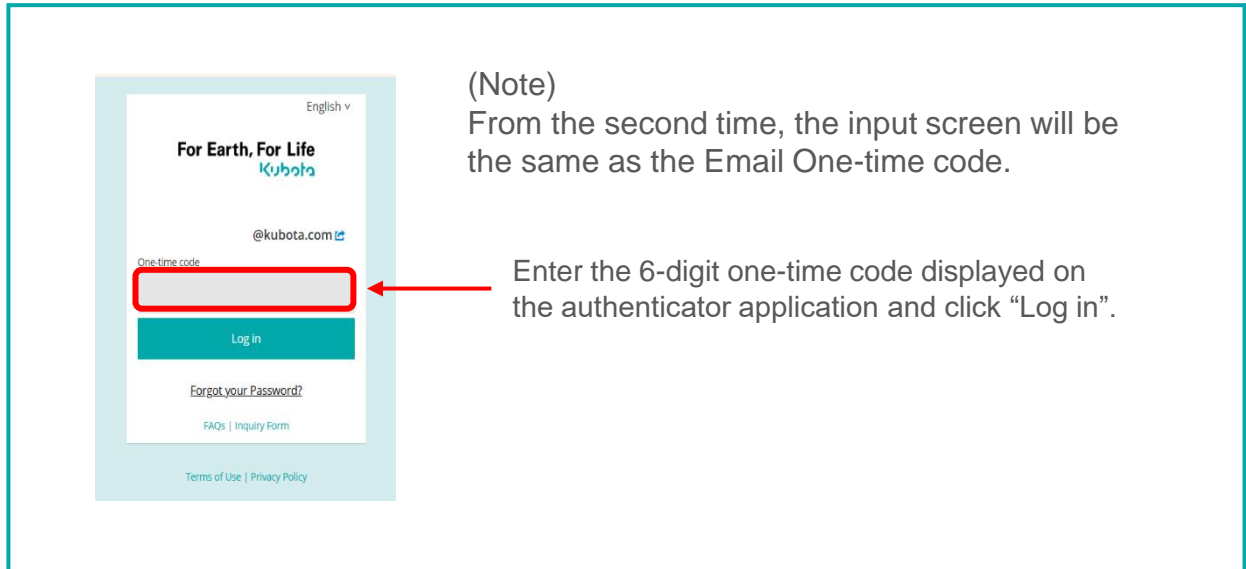 English v
For Earth, For Life
Kubota
@kubota.com
One-time code
Log in
Forgot your Password?
FAQs | Inquiry Form
Terms of Use | Privacy Policy
(Note)
From the second time, the input screen will be
the same as the Email One-time code.
Enter the 6-digit one-time code displayed on
the authenticator application and click “Log in”.